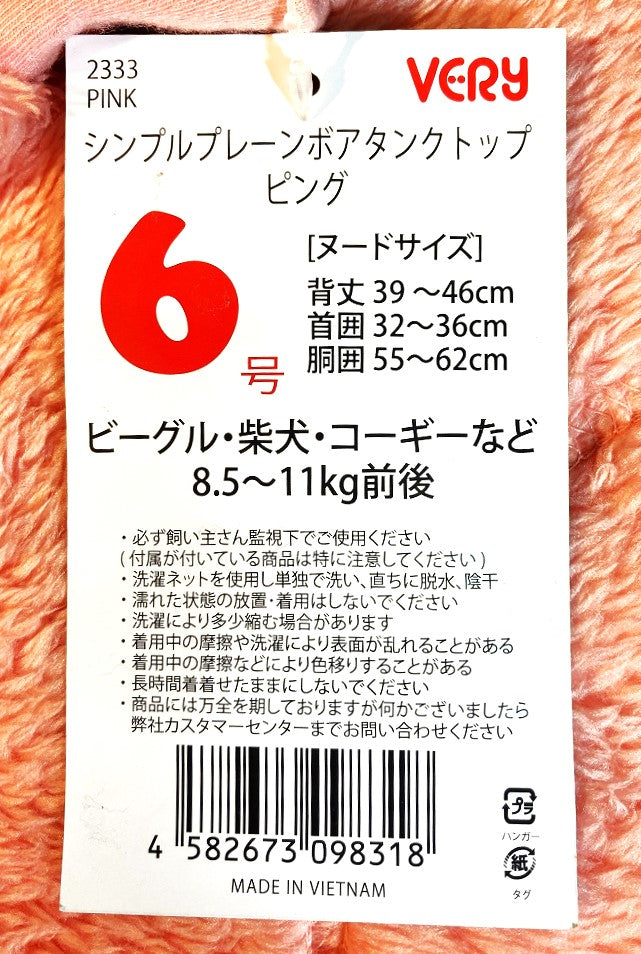 2333
PINK
VERY
シンプルプレーンボアタンクトップ
ピング
6号
[ヌードサイズ]
背丈 39 ～46cm
首囲 32～36cm
胴囲 55～62cm
ビーグル・柴犬・コーギーなど
8.5～11kg前後
・必ず飼い主さん監視下でご使用ください
( 付属が付いている商品は特に注意してください )
・洗濯ネットを使用し単独で洗い、直ちに脱水、陰干
・濡れた状態の放置・着用はしないでください
・洗濯により多少縮む場合があります
・着用中の摩擦や洗濯により表面が乱れることがある
・着用中の摩擦などにより色移りすることがある
・長時間着着せたままにしないでください
・商品には万全を期しておりますが何かございましたら
弊社カスタマーセンターまでお問い合わせください
4 582673 098318
MADE IN VIETNAM
プラ
ハンガー
紙
タグ